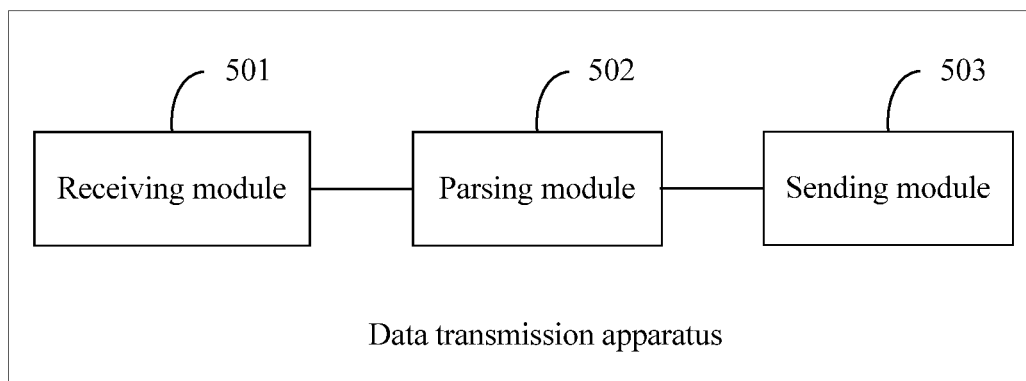 501
502
503
Receiving module
Parsing module
Sending module
Data transmission apparatus